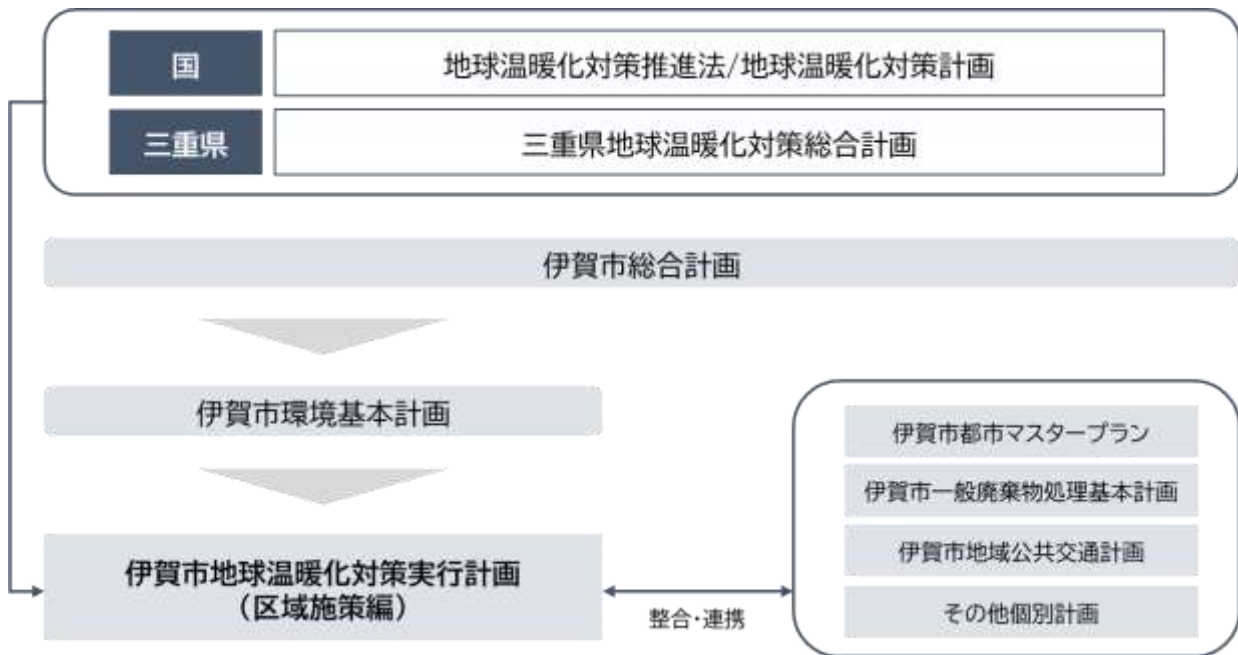 国
地球温暖化対策推進法/地球温暖化対策計画
三重県
三重県地球温暖化対策総合計画
伊賀市総合計画
伊賀市環境基本計画
伊賀市地球温暖化対策実行計画
(区域施策編)
整合・連携
伊賀市都市マスタープラン
伊賀市一般廃棄物処理基本計画
伊賀市地域公共交通計画
その他個別計画